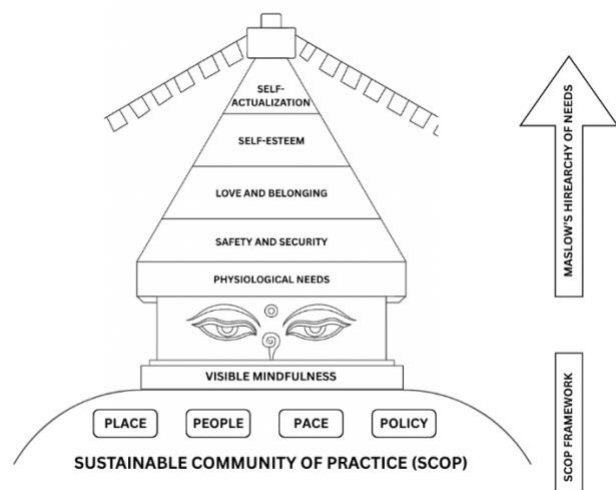 SELF-
ACTUALIZATION
SELF-ESTEEM
LOVE AND BELONGING
SAFETY AND SECURITY
PHYSIOLOGICAL NEEDS
MASLOW'S HIREARCHY OF NEEDS
VISIBLE MINDFULNESS
PLACE
PEOPLE
PACE
POLICY
SUSTAINABLE COMMUNITY OF PRACTICE (SCOP)
SCOP FRAMEWORK